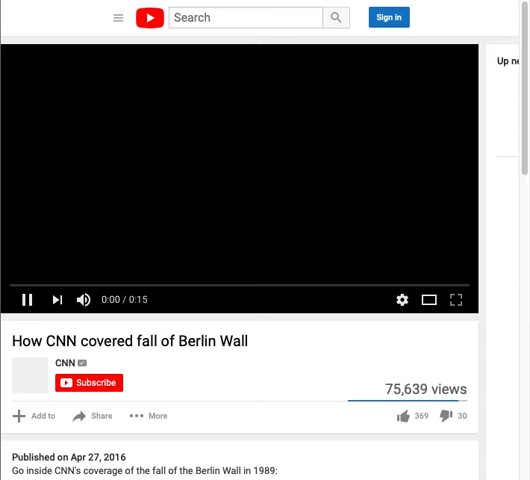 Search
Sign in
Up ne
0:00 / 0:15
How CNN covered fall of Berlin Wall
CNN
Subscribe
75,639 views
Add to
Share
More
369
30
Published on Apr 27, 2016
Go inside CNN's coverage of the fall of the Berlin Wall in 1989: